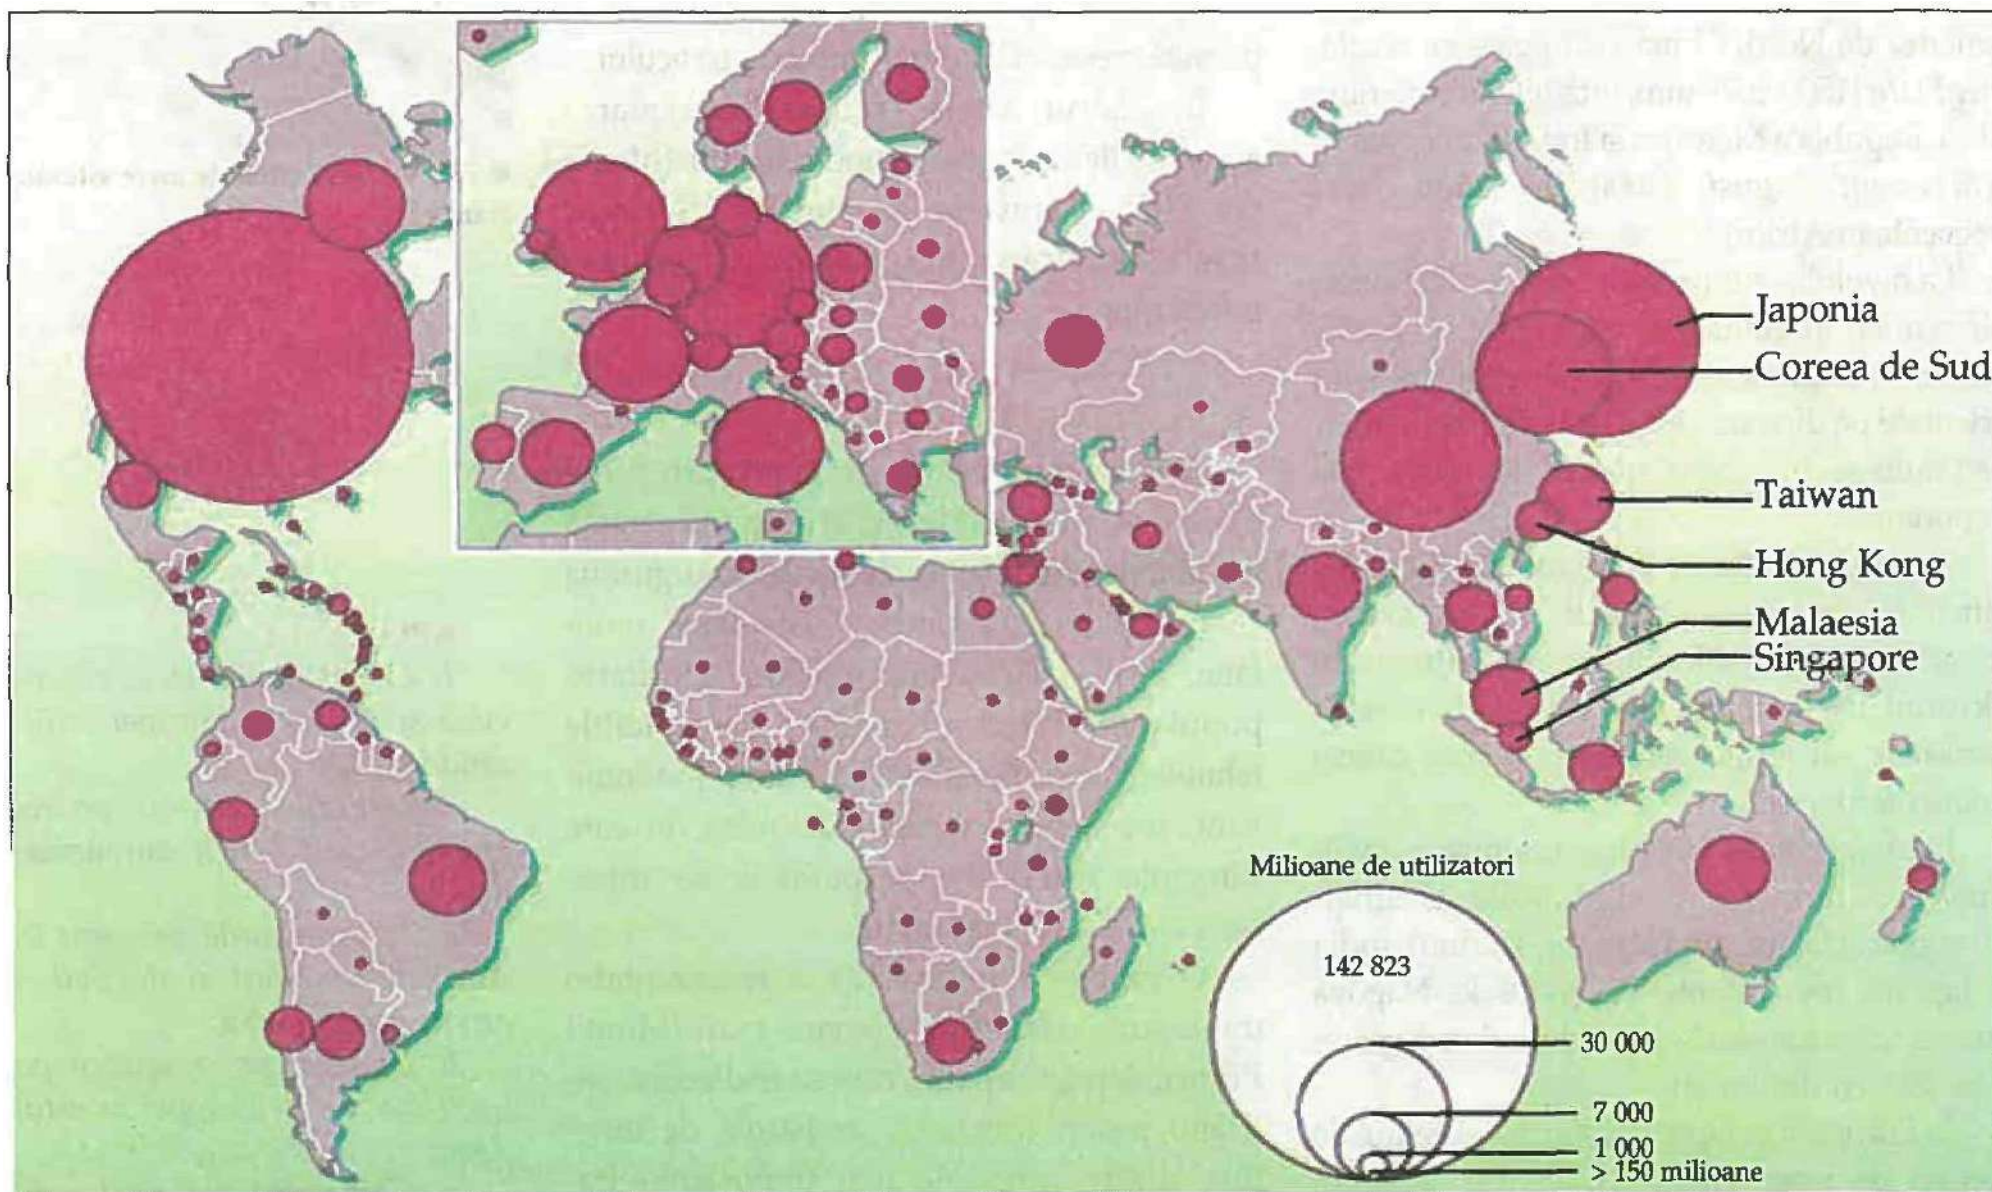 Japonia
Coreea de Sud
Taiwan
Hong Kong
Malaesia
Singapore
Milioane de utilizatori
142 823
30 000
7 000
1 000
> 150 milioane